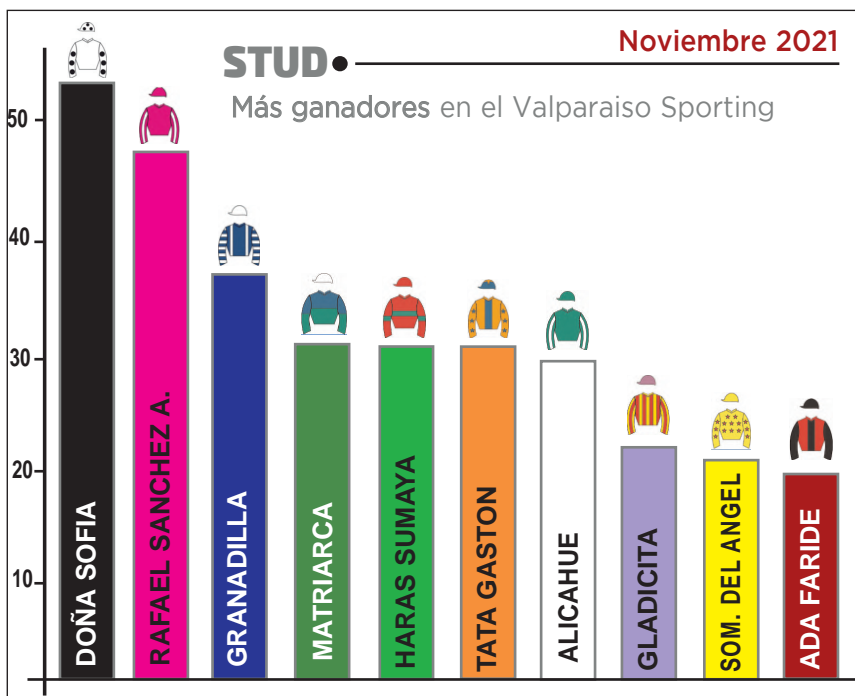 Noviembre 2021
STUD
Más ganadores en el Valparaiso Sporting
50
40
30
20
10
DOÑA SOFIA
RAFAEL SANCHEZ A.
GRANADILLA
MATRIARCA
HARAS SUMAYA
TATA GASTON
ALICAHUE
GLADICITA
SOM. DEL ANGEL
ADA FARIDE